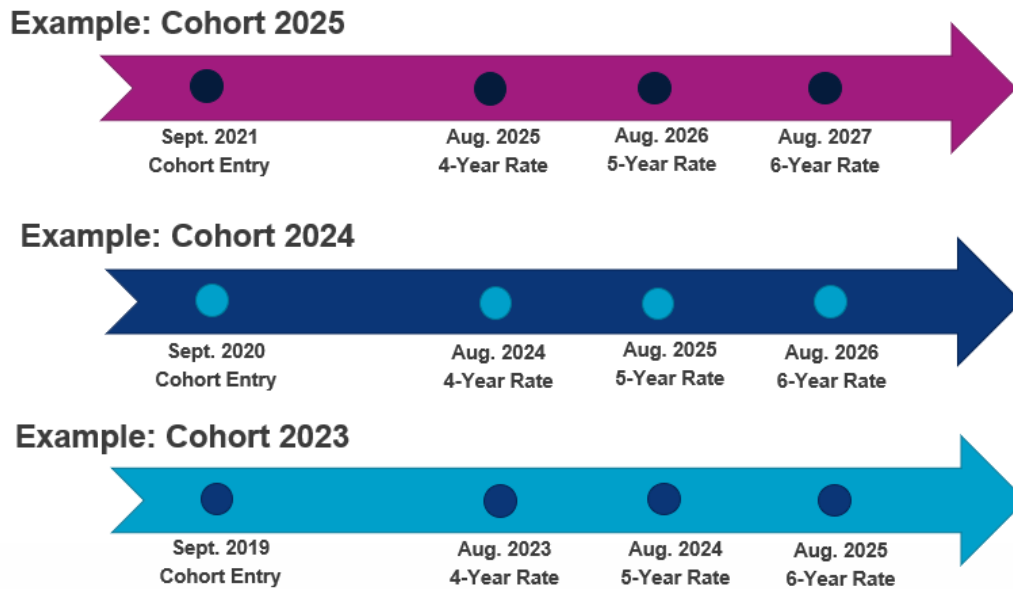 Example: Cohort 2025
Sept. 2021
Cohort Entry
Aug. 2025
4-Year Rate
Aug. 2026
5-Year Rate
Aug. 2027
6-Year Rate
Example: Cohort 2024
Sept. 2020
Cohort Entry
Aug. 2024
4-Year Rate
Aug. 2025
5-Year Rate
Aug. 2026
6-Year Rate
Example: Cohort 2023
Sept. 2019
Cohort Entry
Aug. 2023
4-Year Rate
Aug. 2024
5-Year Rate
Aug. 2025
6-Year Rate